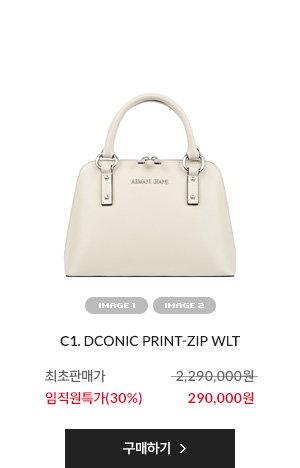 ARMANI JEANS
IMAGE 1 IMAGE 2
C1. DCONIC PRINT-ZIP WLT
최초판매가 2,290,000원
임직원특가(30%) 290,000원
구매하기 >